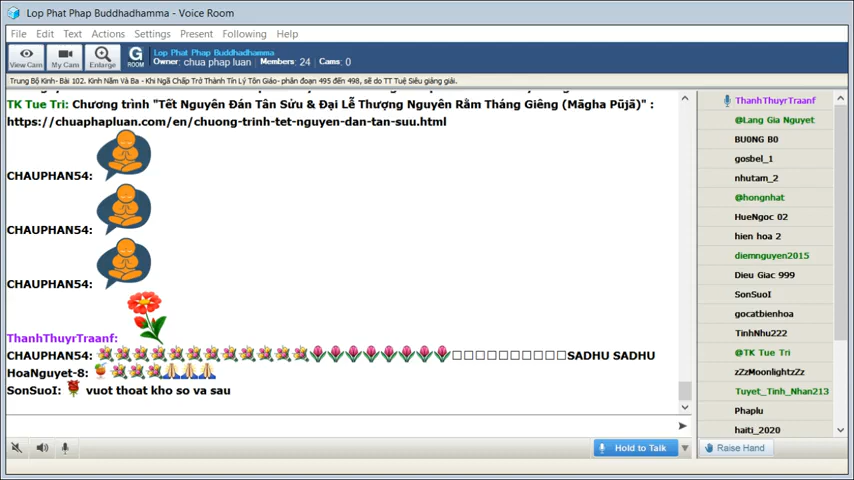 Lop Phat Phap Buddhadhamma - Voice Room
File Edit Text Actions Settings Present Following Help
View Cam My Cam Enlarge G ROOM
Lop Phat Phap Buddhadhamma
Owner: chua phap luan Members: 24 Cams: 0
Trung Bộ Kinh- Bài 102. Kinh Năm Và Ba - Khi Ngã Chấp Trở Thành Tín Lý Tôn Giáo- phân đoạn 495 đến 498, sẽ do TT Tuệ Siêu giảng giải.
TK Tue Tri: Chương trình "Tết Nguyên Đán Tân Sửu & Đại Lễ Thượng Nguyên Rằm Tháng Giêng (Māgha Pūjā)" :
https://chuaphapluan.com/en/chuong-trinh-tet-nguyen-dan-tan-suu.html
CHAUPHAN54:
CHAUPHAN54:
CHAUPHAN54:
ThanhThuyrTraanf:
CHAUPHAN54: SADHU SADHU
HoaNguyet-8:
SonSuoI: vuot thoat kho so va sau
ThanhThuyrTraanf
@Lang Gia Nguyet
BU0NG B0
gosbel_1
nhutam_2
@hongnhat
HueNgoc 02
hien hoa 2
diemnguyen2015
Dieu Giac 999
SonSuoI
gocatbienhoa
TinhNhu222
@TK Tue Tri
zZzMoonlightzZz
Tuyet_Tinh_Nhan213
Phaplu
haiti_2020
Hold to Talk
Raise Hand